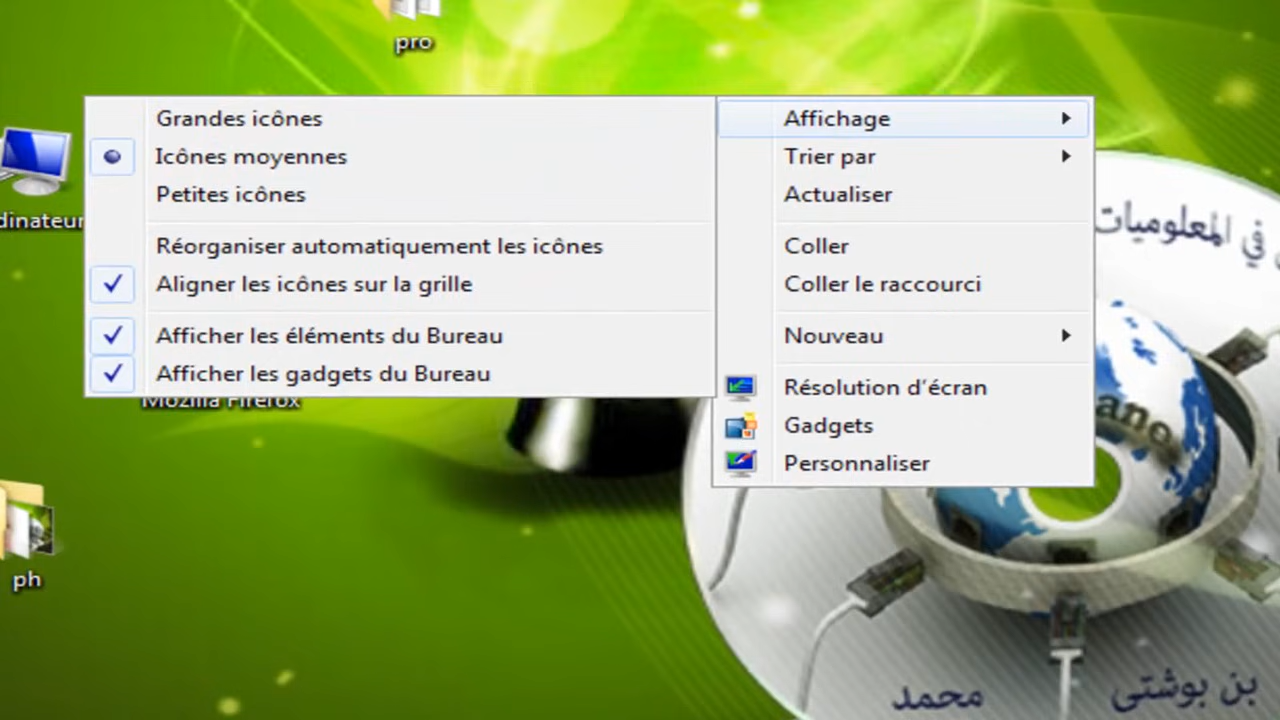 pro
Grandes icônes
Icônes moyennes
Petites icônes
Réorganiser automatiquement les icônes
Aligner les icônes sur la grille
Afficher les éléments du Bureau
Afficher les gadgets du Bureau
Affichage
Trier par
Actualiser
Coller
Coller le raccourci
Nouveau
Résolution d'écran
Gadgets
Personnaliser
dinateur
Mozilla Firefox
ph
في المعلوميات
ano
محمد بن بوشتى